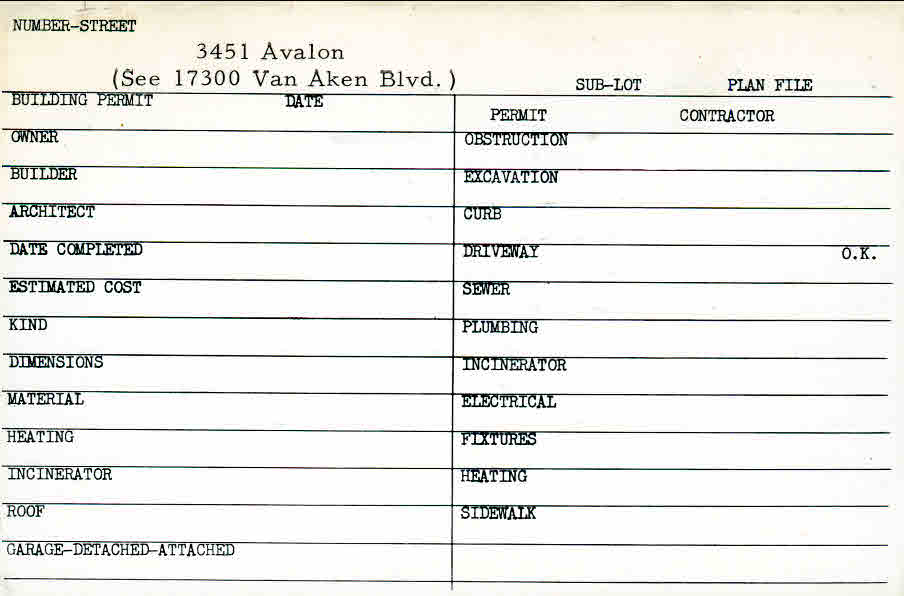 NUMBER-STREET
3451 Avalon
(See 17300 Van Aken Blvd.)
SUB-LOT PLAN FILE
BUILDING PERMIT DATE
PERMIT CONTRACTOR
OWNER
OBSTRUCTION
BUILDER
EXCAVATION
ARCHITECT
CURB
DATE COMPLETED
DRIVEWAY O.K.
ESTIMATED COST
SEWER
KIND
PLUMBING
DIMENSIONS
INCINERATOR
MATERIAL
ELECTRICAL
HEATING
FIXTURES
INCINERATOR
HEATING
ROOF
SIDEWALK
GARAGE-DETACHED-ATTACHED